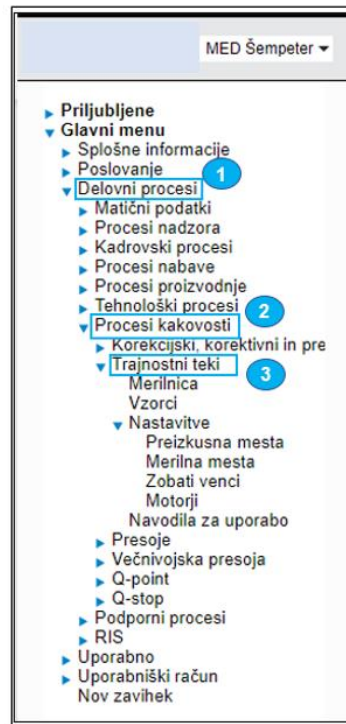 MED Šempeter
Priljubljene
Glavni menu
Splošne informacije
Poslovanje
1
Delovni procesi
Matični podatki
Procesi nadzora
Kadrovski procesi
Procesi nabave
Procesi proizvodnje
Tehnološki procesi
2
Procesi kakovosti
Korekcijski, korektivni in pre
Trajnostni teki
3
Merilnica
Vzorci
Nastavitve
Preizkusna mesta
Merilna mesta
Zobati venci
Motorji
Navodila za uporabo
Presoje
Večnivojska presoja
Q-point
Q-stop
Podporni procesi
RIS
Uporabno
Uporabniški račun
Nov zavihek